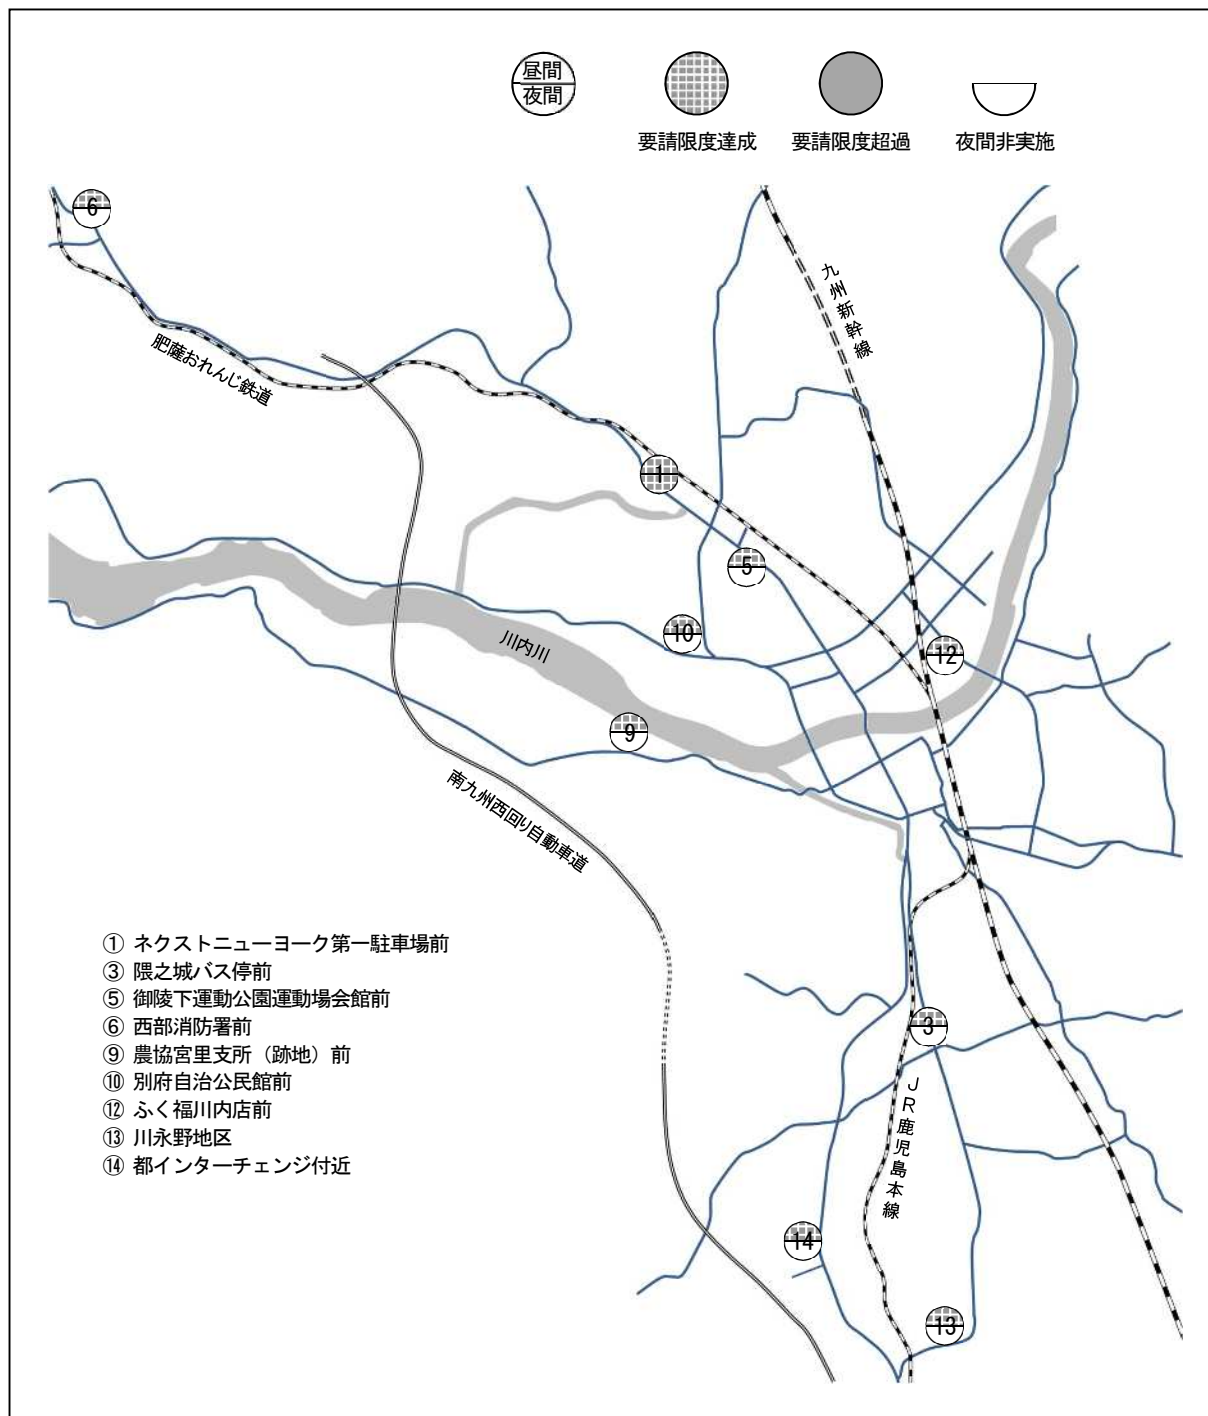 昼間
夜間
要請限度達成
要請限度超過
夜間非実施
6
九州新幹線
肥薩おれんじ鉄道
1
5
10
川内川
12
9
南九州西回り自動車道
① ネクストニューヨーク第一駐車場前
③ 隈之城バス停前
⑤ 御陵下運動公園運動場会館前
⑥ 西部消防署前
⑨ 農協宮里支所（跡地）前
⑩ 別府自治公民館前
⑫ ふく福川内店前
⑬ 川永野地区
⑭ 都インターチェンジ付近
3
ＪＲ鹿児島本線
14
13